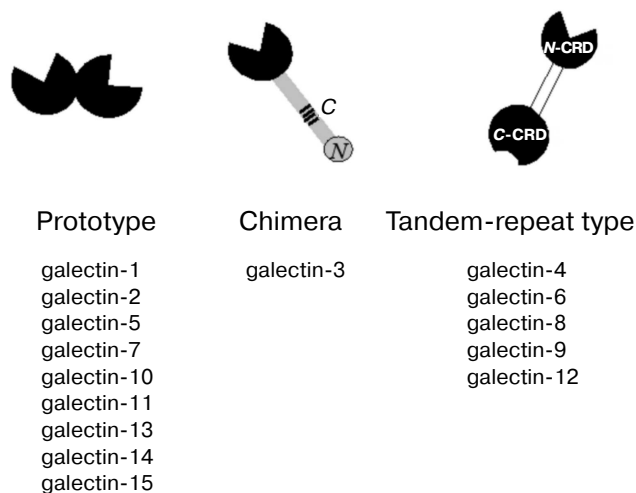 N-CRD
C
C-CRD
N
Prototype
Chimera
Tandem-repeat type
galectin-1
galectin-2
galectin-5
galectin-7
galectin-10
galectin-11
galectin-13
galectin-14
galectin-15
galectin-3
galectin-4
galectin-6
galectin-8
galectin-9
galectin-12